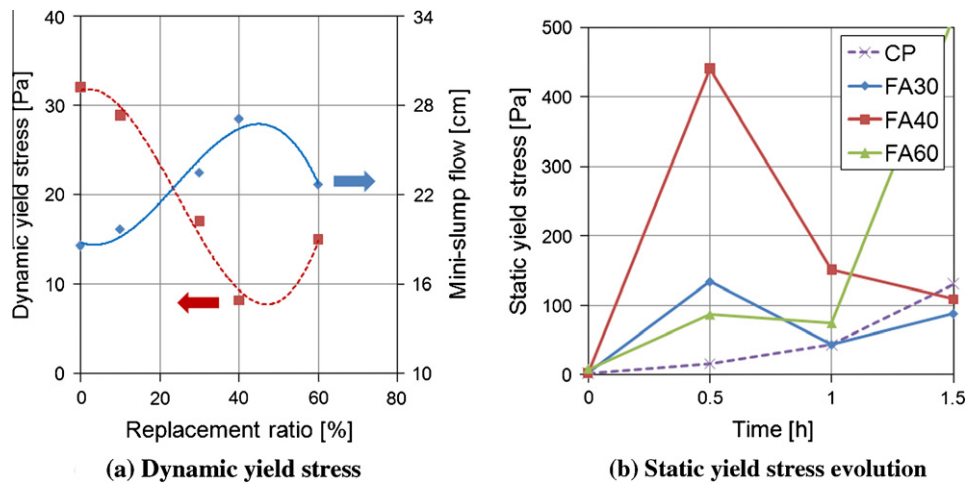 40
30
20
10
0
Dynamic yield stress [Pa]
34
28
22
16
10
Mini-slump flow [cm]
0 20 40 60 80
Replacement ratio [%]
(a) Dynamic yield stress
500
400
300
200
100
0
Static yield stress [Pa]
CP
FA30
FA40
FA60
0 0.5 1 1.5
Time [h]
(b) Static yield stress evolution